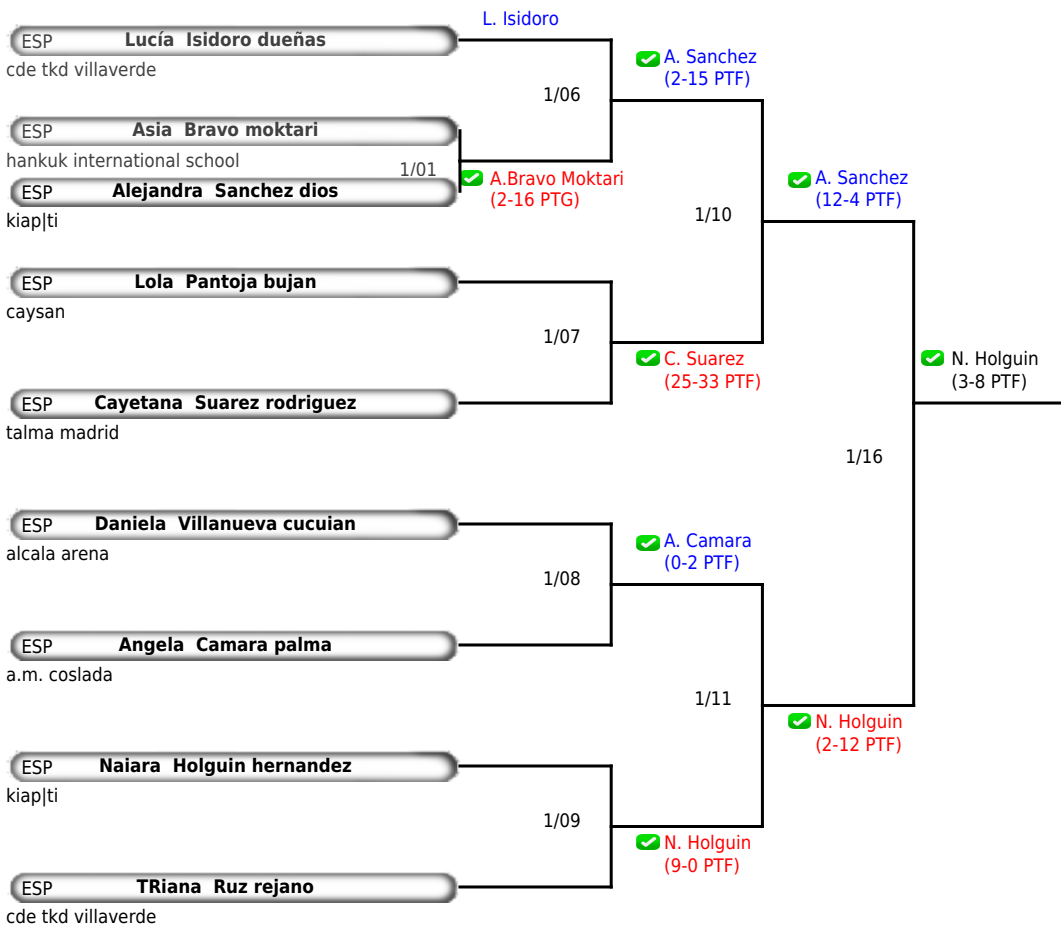 L. Isidoro
ESP Lucía Isidoro dueñas
cde tkd villaverde
A. Sanchez
(2-15 PTF)
1/06
ESP Asia Bravo moktari
hankuk international school
1/01
A.Bravo Moktari
(2-16 PTG)
ESP Alejandra Sanchez dios
kiap|ti
A. Sanchez
(12-4 PTF)
1/10
ESP Lola Pantoja bujan
caysan
1/07
C. Suarez
(25-33 PTF)
N. Holguin
(3-8 PTF)
ESP Cayetana Suarez rodriguez
talma madrid
1/16
ESP Daniela Villanueva cucuian
alcala arena
A. Camara
(0-2 PTF)
1/08
ESP Angela Camara palma
a.m. coslada
1/11
N. Holguin
(2-12 PTF)
ESP Naiara Holguin hernandez
kiap|ti
1/09
N. Holguin
(9-0 PTF)
ESP TRiana Ruz rejano
cde tkd villaverde